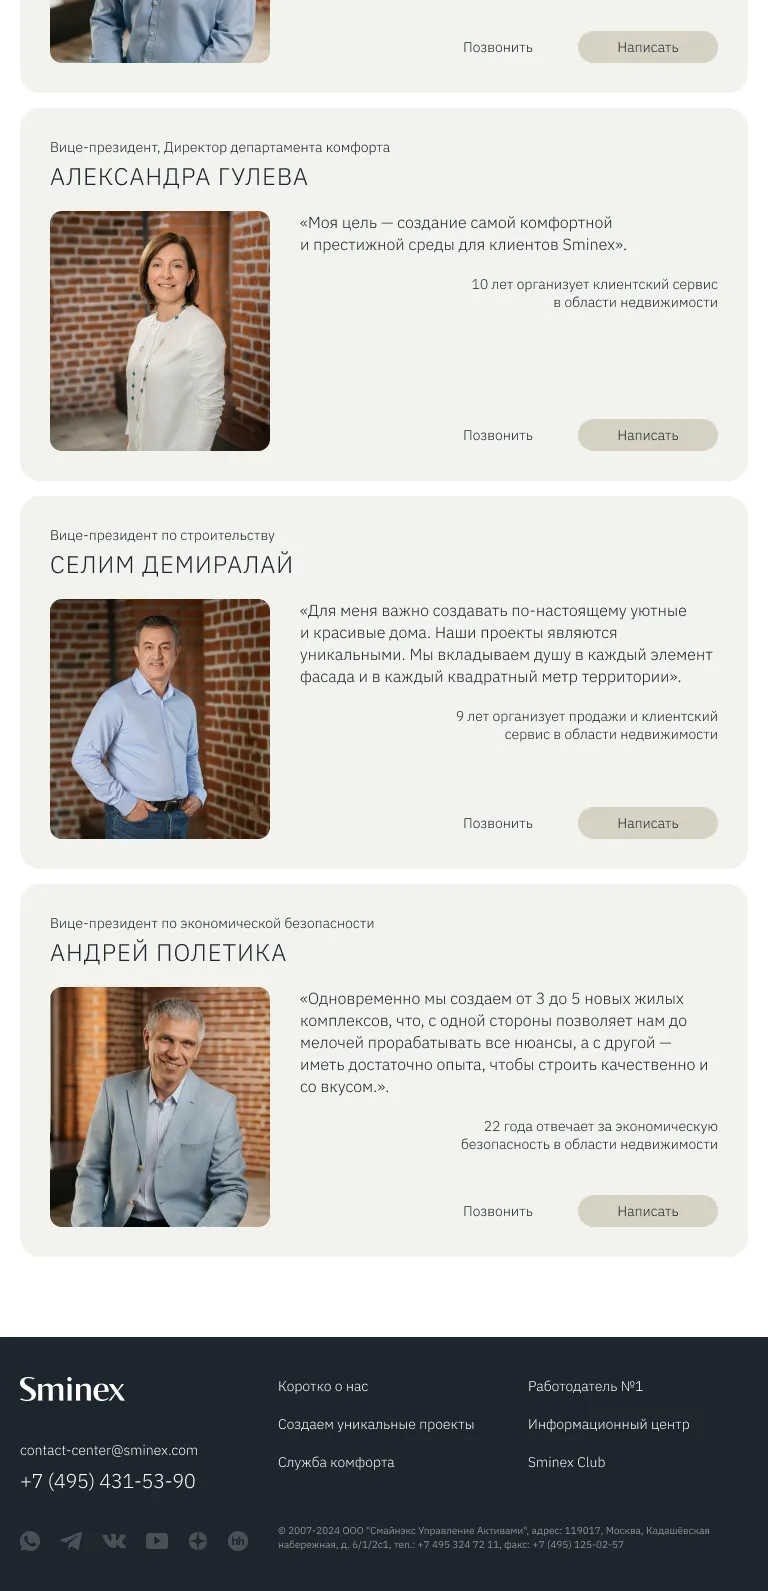 Позвонить
Написать
Вице-президент, Директор департамента комфорта
АЛЕКСАНДРА ГУЛЕВА
«Моя цель — создание самой комфортной
и престижной среды для клиентов Sminex».
10 лет организует клиентский сервис
в области недвижимости
Позвонить
Написать
Вице-президент по строительству
СЕЛИМ ДЕМИРАЛАЙ
«Для меня важно создавать по-настоящему уютные
и красивые дома. Наши проекты являются
уникальными. Мы вкладываем душу в каждый элемент
фасада и в каждый квадратный метр территории».
9 лет организует продажи и клиентский
сервис в области недвижимости
Позвонить
Написать
Вице-президент по экономической безопасности
АНДРЕЙ ПОЛЕТИКА
«Одновременно мы создаем от 3 до 5 новых жилых
комплексов, что, с одной стороны позволяет нам до
мелочей прорабатывать все нюансы, а с другой —
иметь достаточно опыта, чтобы строить качественно и
со вкусом.».
22 года отвечает за экономическую
безопасность в области недвижимости
Позвонить
Написать
Sminex
contact-center@sminex.com
+7 (495) 431-53-90
Коротко о нас
Создаем уникальные проекты
Служба комфорта
Работодатель №1
Информационный центр
Sminex Club
hh
© 2007-2024 ООО "Смайнэкс Управление Активами", адрес: 119017, Москва, Кадашёвская
набережная, д. 6/1/2с1, тел.: +7 495 324 72 11, факс: +7 (495) 125-02-57